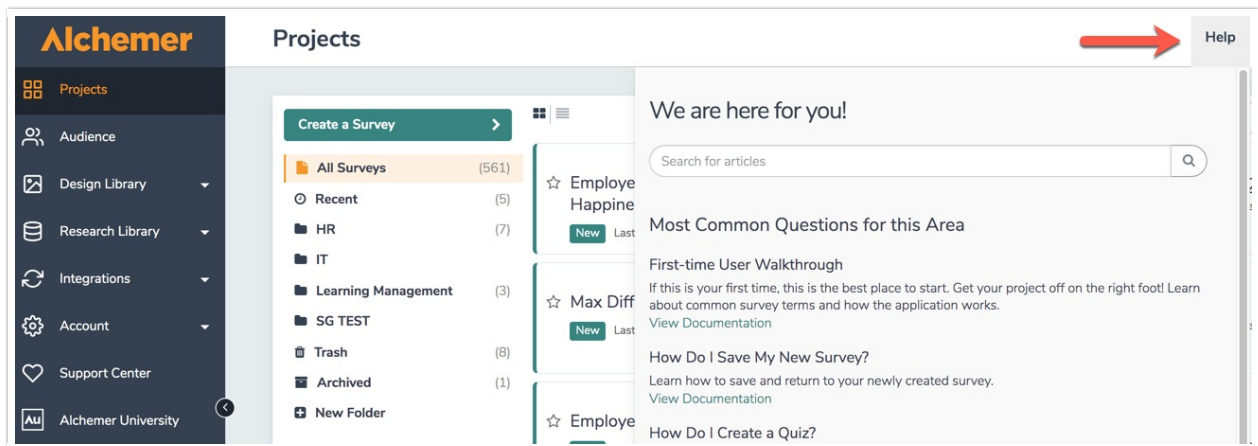 Alchemer
Projects
Help
Projects
Audience
Design Library
Research Library
Integrations
Account
Support Center
Au
Alchemer University
Create a Survey
All Surveys (561)
Recent (5)
HR (7)
IT
Learning Management (3)
SG TEST
Trash (8)
Archived (1)
New Folder
Employe
Happine
New Last
Max Diff
New Last
Employe
We are here for you!
Search for articles
Most Common Questions for this Area
First-time User Walkthrough
If this is your first time, this is the best place to start. Get your project off on the right foot! Learn
about common survey terms and how the application works.
View Documentation
How Do I Save My New Survey?
Learn how to save and return to your newly created survey.
View Documentation
How Do I Create a Quiz?